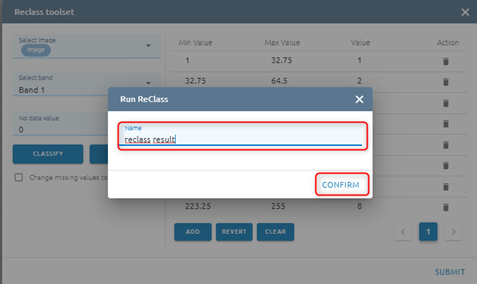 Reclass toolset
Select image
image
Select band
Band 1
No data value
0
CLASSIFY
Change missing values to
Min Value Max Value Value Action
1 32.75 1
32.75 64.5 2
Run ReClass
Name
reclass result
CONFIRM
223.25 255 8
ADD REVERT CLEAR
1
SUBMIT